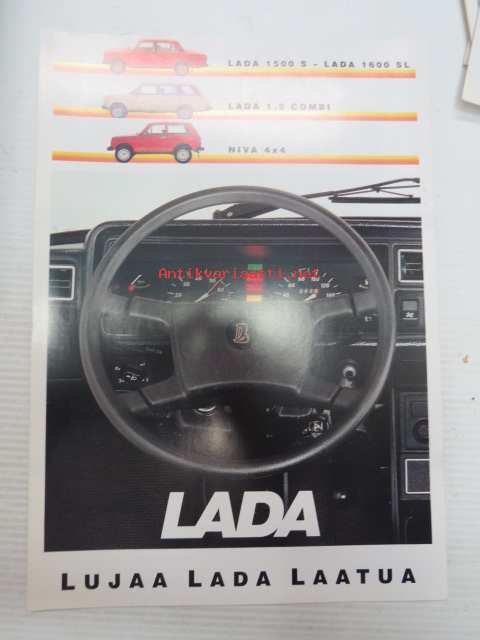 LADA 1500 S – LADA 1600 SL
LADA 1.5 COMBI
NIVA 4x4
Antikvariaatti.net
LADA
LUJAA LADA LAATUA